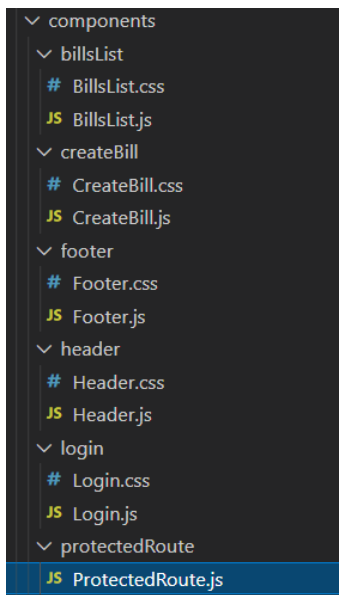 components
billsList
# BillsList.css
JS BillsList.js
createBill
# CreateBill.css
JS CreateBill.js
footer
# Footer.css
JS Footer.js
header
# Header.css
JS Header.js
login
# Login.css
JS Login.js
protectedRoute
JS ProtectedRoute.js